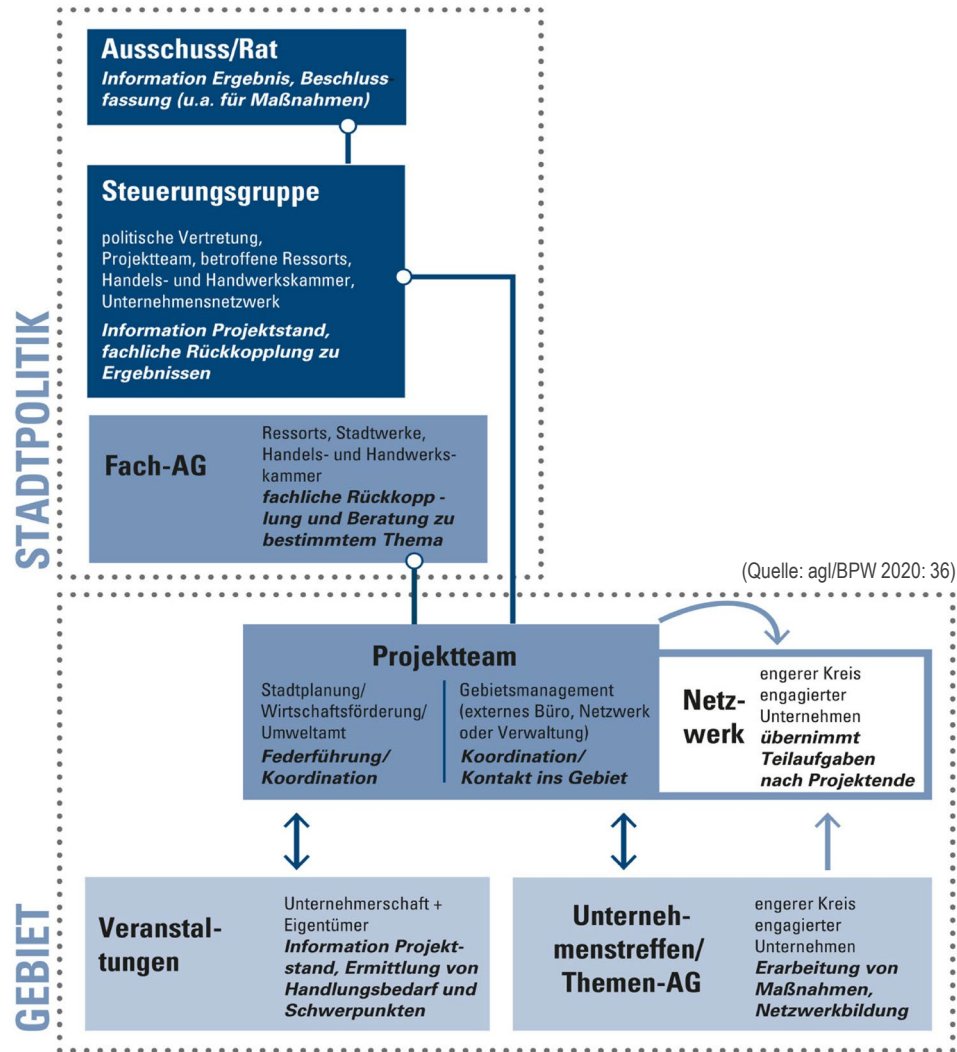 STADTPOLITIK
Ausschuss/Rat
Information Ergebnis, Beschluss-
fassung (u.a. für Maßnahmen)
Steuerungsgruppe
politische Vertretung,
Projektteam, betroffene Ressorts,
Handels- und Handwerkskammer,
Unternehmensnetzwerk
Information Projektstand,
fachliche Rückkopplung zu
Ergebnissen
Fach-AG
Ressorts, Stadtwerke,
Handels- und Handwerks-
kammer
fachliche Rückkopp -
lung und Beratung zu
bestimmtem Thema
(Quelle: agl/BPW 2020: 36)
GEBIET
Projektteam
Stadtplanung/
Wirtschaftsförderung/
Umweltamt
Federführung/
Koordination
Gebietsmanagement
(externes Büro, Netzwerk
oder Verwaltung)
Koordination/
Kontakt ins Gebiet
Netz-
werk
engerer Kreis
engagierter
Unternehmen
übernimmt
Teilaufgaben
nach Projektende
Veranstal-
tungen
Unternehmerschaft +
Eigentümer
Information Projekt-
stand, Ermittlung von
Handlungsbedarf und
Schwerpunkten
Unterneh-
menstreffen/
Themen-AG
engerer Kreis
engagierter
Unternehmen
Erarbeitung von
Maßnahmen,
Netzwerkbildung